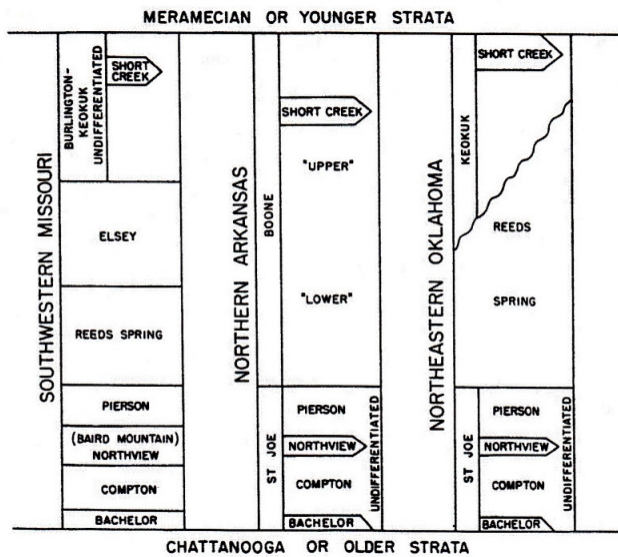 MERAMECIAN OR YOUNGER STRATA
SOUTHWESTERN MISSOURI
BURLINGTON-
KEOKUK
UNDIFFERENTIATED
SHORT
CREEK
ELSEY
REEDS SPRING
PIERSON
(BAIRD MOUNTAIN)
NORTHVIEW
COMPTON
BACHELOR
NORTHERN ARKANSAS
BOONE
SHORT CREEK
"UPPER"
"LOWER"
ST JOE
PIERSON
NORTHVIEW
COMPTON
BACHELOR
UNDIFFERENTIATED
NORTHEASTERN OKLAHOMA
KEOKUK
SHORT CREEK
REEDS
SPRING
ST JOE
PIERSON
NORTHVIEW
COMPTON
BACHELOR
UNDIFFERENTIATED
CHATTANOOGA OR OLDER STRATA